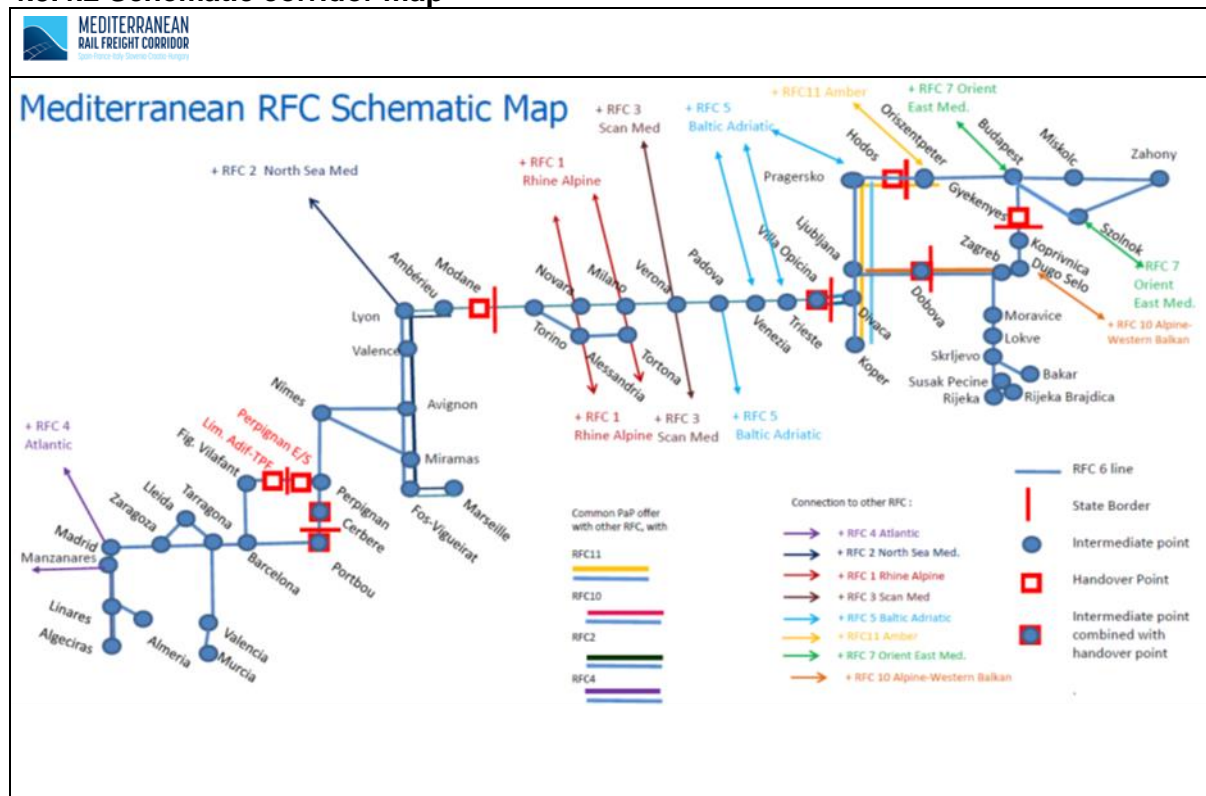 MEDITERRANEAN
RAIL FREIGHT CORRIDOR
Spain-France-Italy-Slovenia-Croatia-Hungary
Mediterranean RFC Schematic Map
+ RFC 2 North Sea Med
+ RFC 1
Rhine Alpine
+ RFC 3
Scan Med
+ RFC 5
Baltic Adriatic
+ RFC11 Amber
+ RFC 7 Orient
East Med.
Hodos
Oriszentpeter
Budapest
Miskolc
Zahony
Pragersko
Gyekenyes
Szolnok
Ljubljana
Zagreb
Koprivnica
Dugo Selo
+ RFC 7
Orient
East Med.
Villa Opicina
Dobova
Ambérieu
Modane
Novara
Milano
Verona
Padova
Lyon
Divaca
Moravice
+ RFC 10 Alpine-
Western Balkan
Torino
Alessandria
Tortona
Venezia
Trieste
Koper
Lokve
Valence
Skrljevo
Bakar
Susak Pecine
Rijeka
Rijeka Brajdica
Nimes
Avignon
+ RFC 1
Rhine Alpine
+ RFC 3
Scan Med
+ RFC 5
Baltic Adriatic
+ RFC 4
Atlantic
Perpignan E/S
Lim. Adif-TPF
Fig. Vilafant
Miramas
Lleida
Tarragona
Zaragoza
Perpignan
Cerbere
Fos-Vigueirat
Marseille
Madrid
Manzanares
Barcelona
Portbou
Linares
Algeciras
Almeria
Valencia
Murcia
Common PaP offer
with other RFC, with
RFC11
RFC10
RFC2
RFC4
Connection to other RFC :
+ RFC 4 Atlantic
+ RFC 2 North Sea Med.
+ RFC 1 Rhine Alpine
+ RFC 3 Scan Med
+ RFC 5 Baltic Adriatic
+ RFC11 Amber
+ RFC 7 Orient East Med.
+ RFC 10 Alpine-Western Balkan
RFC 6 line
State Border
Intermediate point
Handover Point
Intermediate point
combined with
handover point